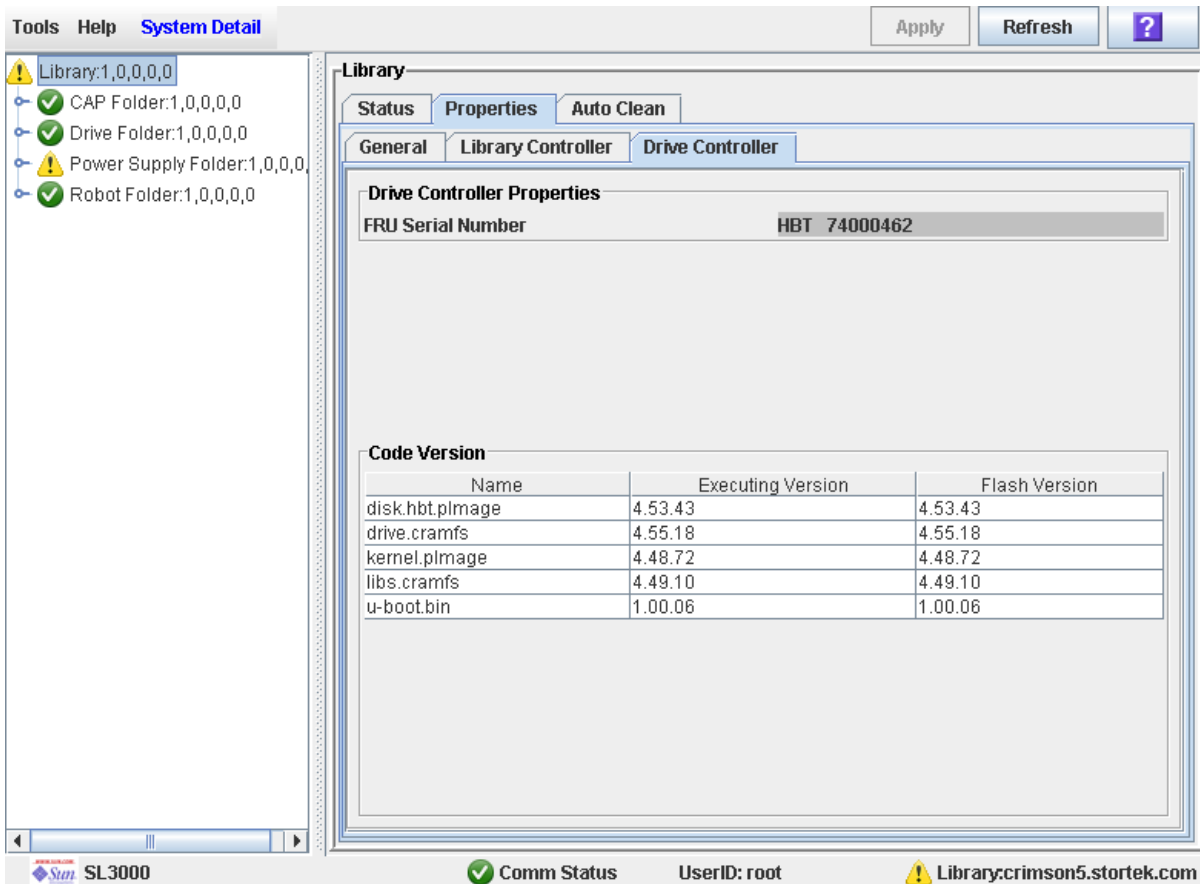 Tools Help System Detail Apply Refresh ?
Library:1,0,0,0,0
CAP Folder:1,0,0,0,0
Drive Folder:1,0,0,0,0
Power Supply Folder:1,0,0,0,
Robot Folder:1,0,0,0,0
Library
Status Properties Auto Clean
General Library Controller Drive Controller
Drive Controller Properties
FRU Serial Number HBT 74000462
Code Version
Name Executing Version Flash Version
disk.hbt.pImage 4.53.43 4.53.43
drive.cramfs 4.55.18 4.55.18
kernel.pImage 4.48.72 4.48.72
libs.cramfs 4.49.10 4.49.10
u-boot.bin 1.00.06 1.00.06
Sun SL3000 Comm Status UserID: root Library:crimson5.stortek.com